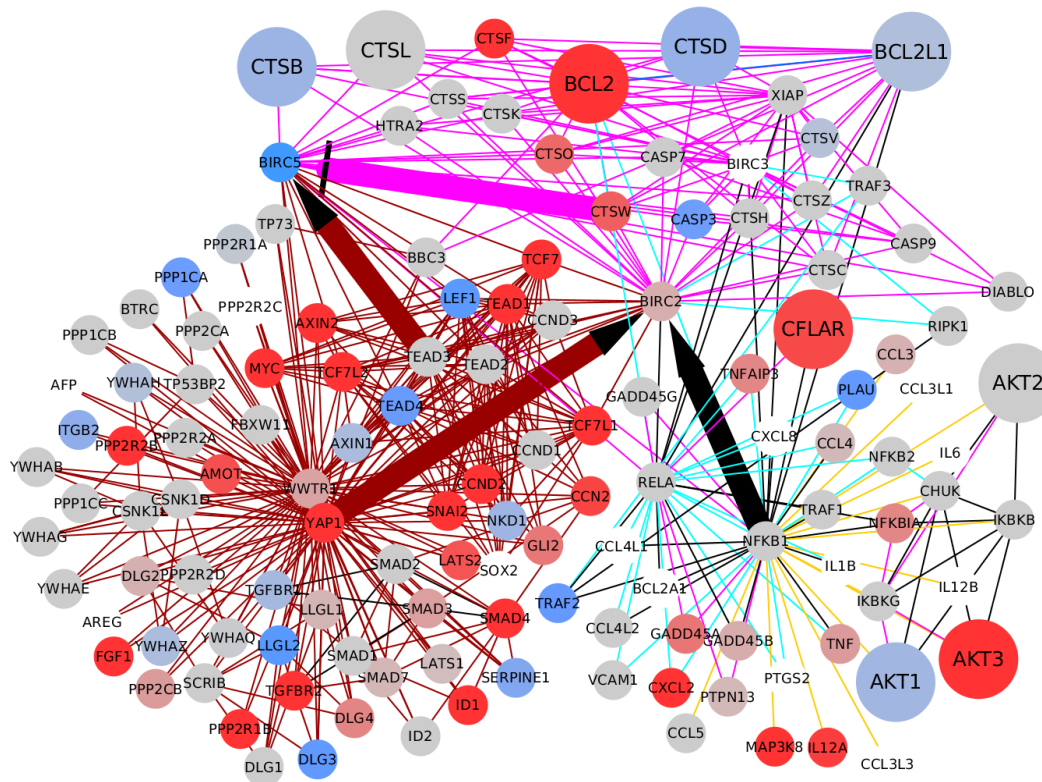 CTSF
CTSL
CTSD
BCL2L1
CTSB
BCL2
CTSS
XIAP
CTSK
HTRA2
CTSV
CTSO
CASP7
BIRC3
BIRC5
TRAF3
CTSZ
CTSW
CASP3
CTSH
TP73
PPP2R1A
BBC3
CASP9
TCF7
CTSC
PPP1CA
LEF1
TEAD1
BIRC2
DIABLO
BTRC
PPP2R2C
CCND3
AXIN2
CFLAR
RIPK1
PPP1CB
PPP2CA
TEAD3
TEAD2
CCL3
MYC
TCF7L2
TNFAIP3
YWHAH
TP53BP2
AFP
PLAU
CCL3L1
AKT2
GADD45G
TEAD4
TCF7L1
ITGB2
FBXW11
PPP2R2B
PPP2R2A
AXIN1
CXCL8
CCL4
CCND1
IL6
NFKB2
YWHAB
AMOT
WWTR1
RELA
CHUK
PPP1CC
CSNK1D
CCND2
CCN2
CSNK1E
SNAI2
NKD1
TRAF1
NFKBIA
IKBKB
YAP1
YWHAG
NFKB1
CCL4L1
GLI2
LATS2
SOX2
SMAD2
IL1B
DLG2
PPP2R2D
YWHAE
TGFBR1
BCL2A1
IL12B
IKBKG
LLGL1
SMAD3
TRAF2
SMAD4
AREG
YWHAQ
CCL4L2
GADD45A
GADD45B
TNF
YWHAZ
LLGL2
SMAD1
FGF1
LATS1
AKT3
SERPINE1
SMAD7
SCRIB
VCAM1
PTGS2
AKT1
PPP2CB
TGFBR2
CXCL2
PTPN13
ID1
DLG4
PPP2R1B
ID2
CCL5
MAP3K8
IL12A
DLG3
DLG1
CCL3L3